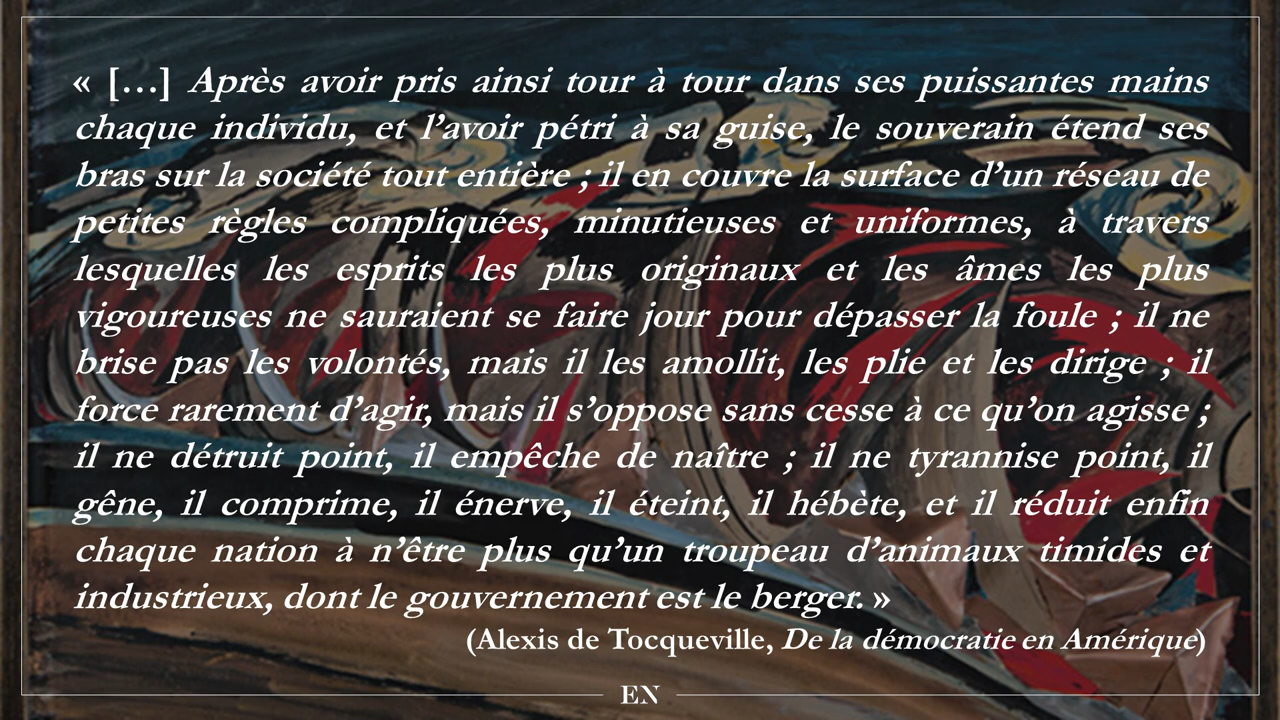 « […] Après avoir pris ainsi tour à tour dans ses puissantes mains
chaque individu, et l’avoir pétri à sa guise, le souverain étend ses
bras sur la société tout entière ; il en couvre la surface d’un réseau de
petites règles compliquées, minutieuses et uniformes, à travers
lesquelles les esprits les plus originaux et les âmes les plus
vigoureuses ne sauraient se faire jour pour dépasser la foule ; il ne
brise pas les volontés, mais il les amollit, les plie et les dirige ; il
force rarement d’agir, mais il s’oppose sans cesse à ce qu’on agisse ;
il ne détruit point, il empêche de naître ; il ne tyrannise point, il
gêne, il comprime, il énerve, il éteint, il hébète, et il réduit enfin
chaque nation à n’être plus qu’un troupeau d’animaux timides et
industrieux, dont le gouvernement est le berger. »
(Alexis de Tocqueville, De la démocratie en Amérique)
EN